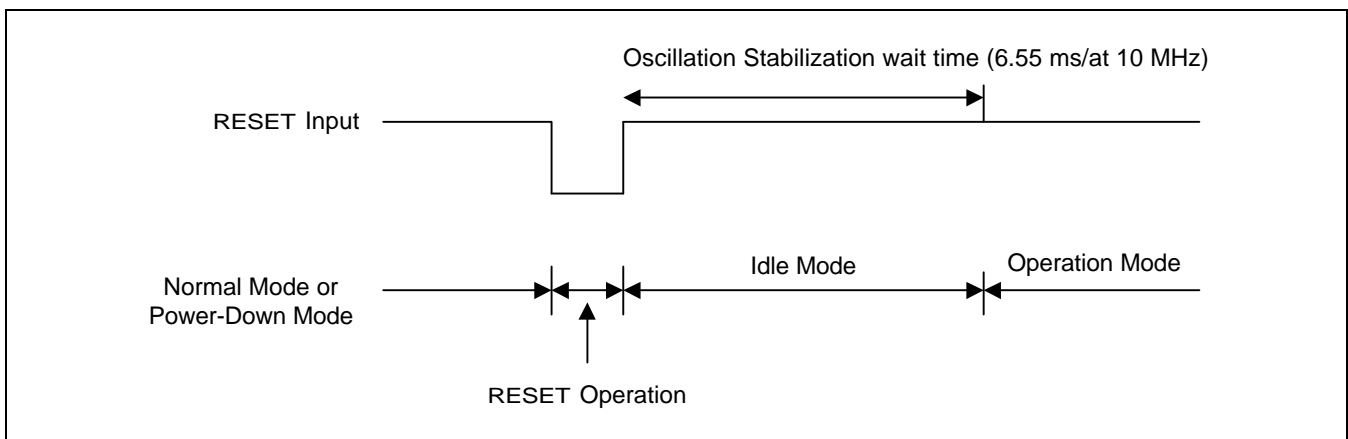 Oscillation Stabilization wait time (6.55 ms/at 10 MHz)
RESET Input
Idle Mode
Operation Mode
Normal Mode or
Power-Down Mode
RESET Operation